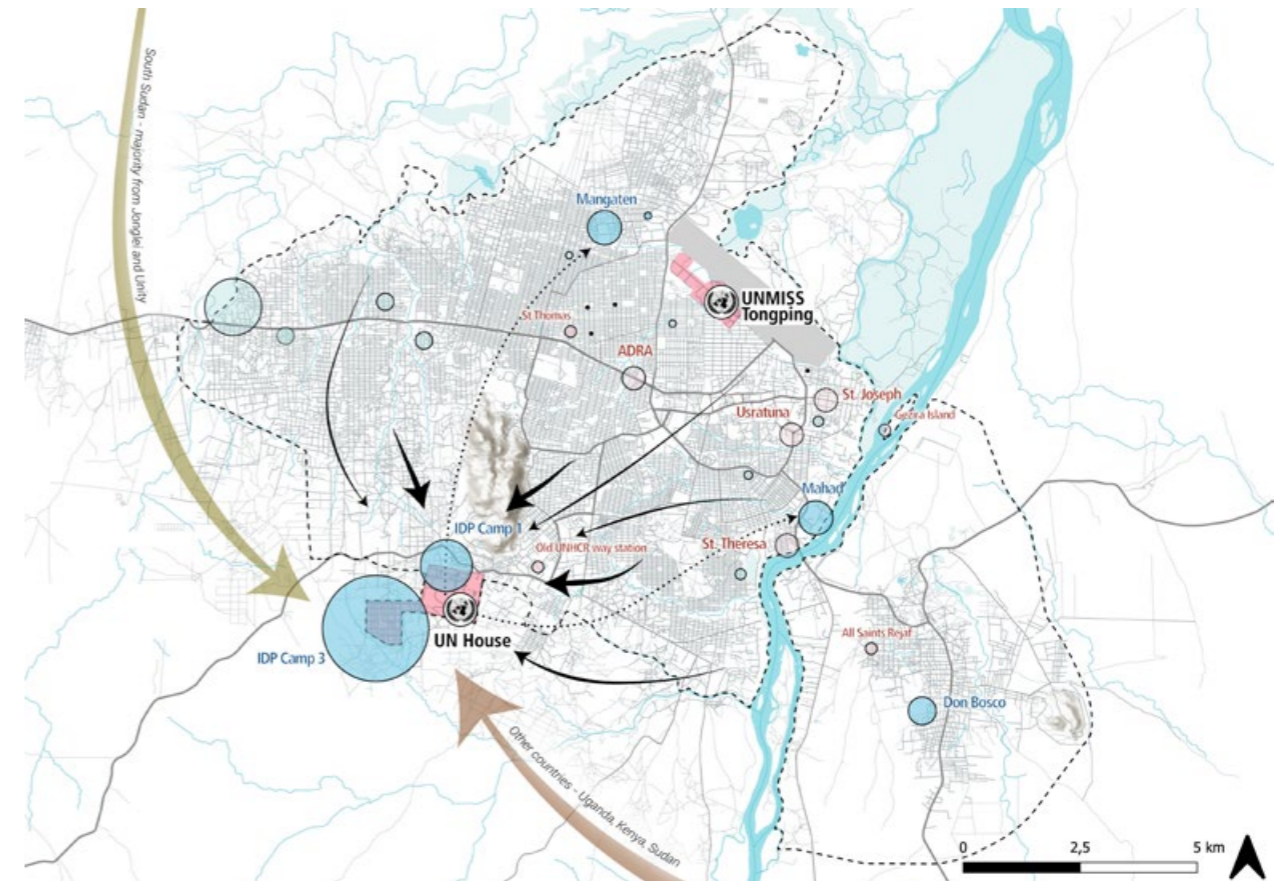 South Sudan - majority from Jonglei and Unity
Mangaten
UNMISS
Tongping
St Thomas
ADRA
St. Joseph
Usratuna
Gezira Island
Mahad
IDP Camp 1
Old UNHCR way station
St. Theresa
UN House
All Saints Rejaf
IDP Camp 3
Don Bosco
Other countries - Uganda, Kenya, Sudan
0 2,5 5 km